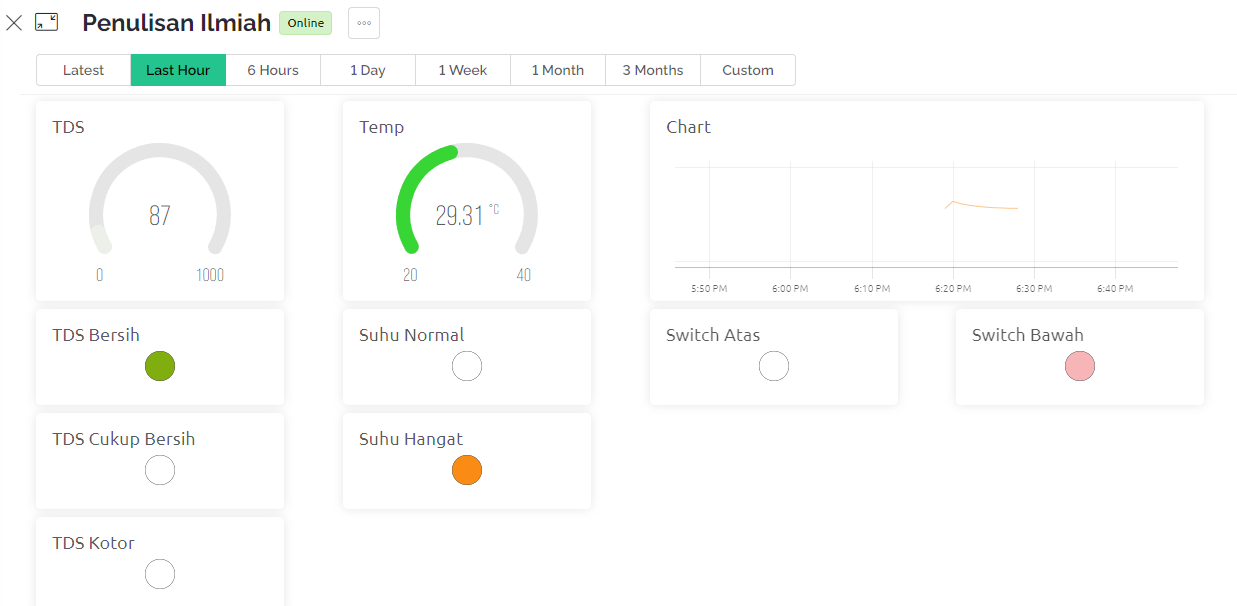 Penulisan Ilmiah Online
Latest Last Hour 6 Hours 1 Day 1 Week 1 Month 3 Months Custom
TDS
87
0 1000
Temp
29.31 °C
20 40
Chart
5:50 PM 6:00 PM 6:10 PM 6:20 PM 6:30 PM 6:40 PM
TDS Bersih
Suhu Normal
Switch Atas
Switch Bawah
TDS Cukup Bersih
Suhu Hangat
TDS Kotor